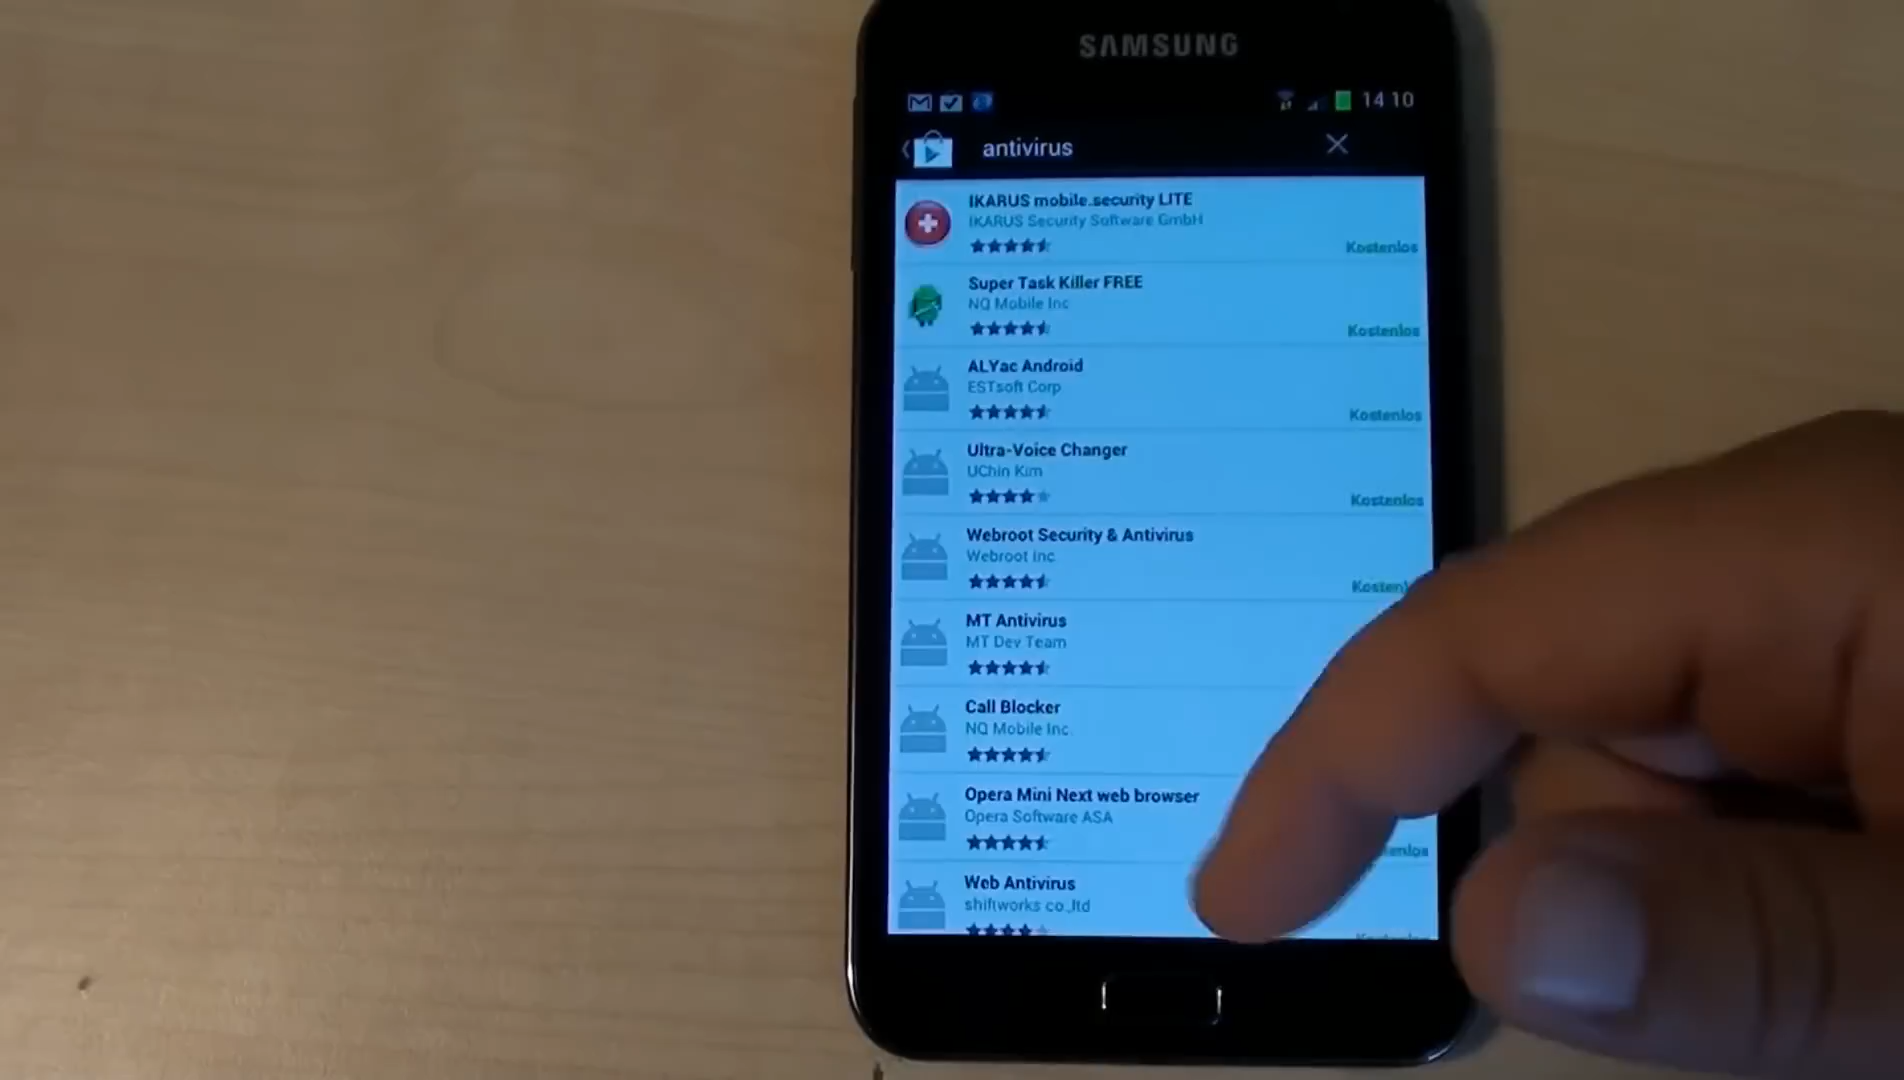 SAMSUNG
14:10
antivirus
IKARUS mobile.security LITE
IKARUS Security Software GmbH
Kostenlos
Super Task Killer FREE
NQ Mobile Inc
Kostenlos
ALYac Android
ESTsoft Corp
Kostenlos
Ultra-Voice Changer
UChin Kim
Kostenlos
Webroot Security & Antivirus
Webroot Inc.
MT Antivirus
MT Dev Team
Call Blocker
NQ Mobile Inc.
Opera Mini Next web browser
Opera Software ASA
Web Antivirus
shiftworks co.,ltd